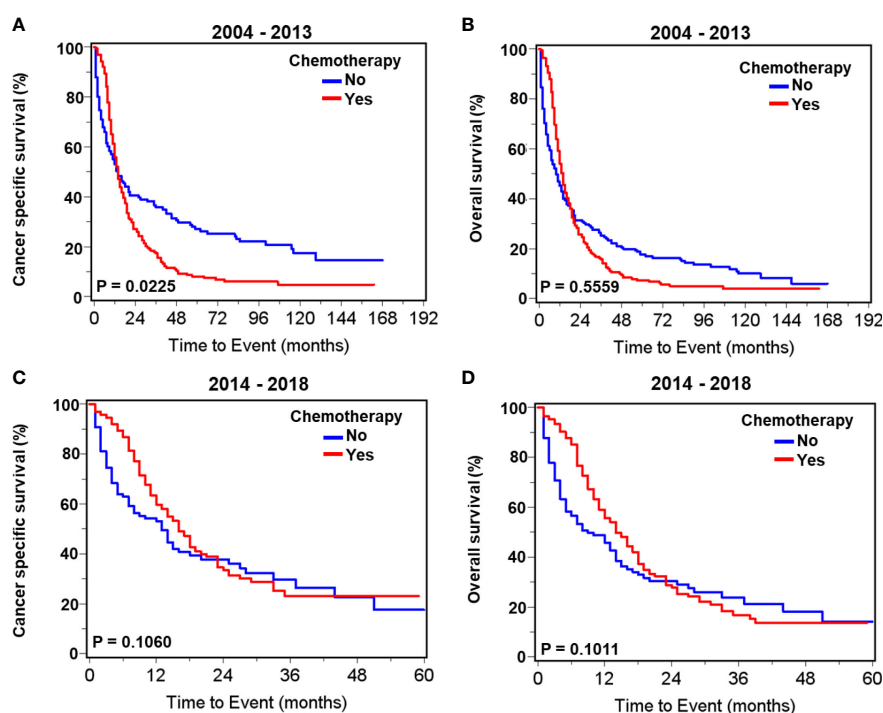 A
2004 - 2013
Chemotherapy
No
Yes
Cancer specific survival (%)
100
80
60
40
20
0
P = 0.0225
0 24 48 72 96 120 144 168 192
Time to Event (months)
B
2004 - 2013
Chemotherapy
No
Yes
Overall survival (%)
100
80
60
40
20
0
P = 0.5559
0 24 48 72 96 120 144 168 192
Time to Event (months)
C
2014 - 2018
Chemotherapy
No
Yes
Cancer specific survival (%)
100
80
60
40
20
0
P = 0.1060
0 12 24 36 48 60
Time to Event (months)
D
2014 - 2018
Chemotherapy
No
Yes
Overall survival (%)
100
80
60
40
20
0
P = 0.1011
0 12 24 36 48 60
Time to Event (months)